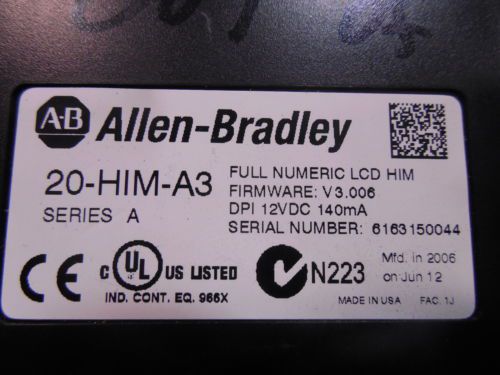 A-B Allen-Bradley
20-HIM-A3
SERIES A
FULL NUMERIC LCD HIM
FIRMWARE: V 3.006
DPI 12VDC 140mA
SERIAL NUMBER: 6163150044
CE
C UL US LISTED
IND. CONT. EQ. 966X
N223
Mfd. in 2006
on Jun 12
MADE IN USA FAC. 1J